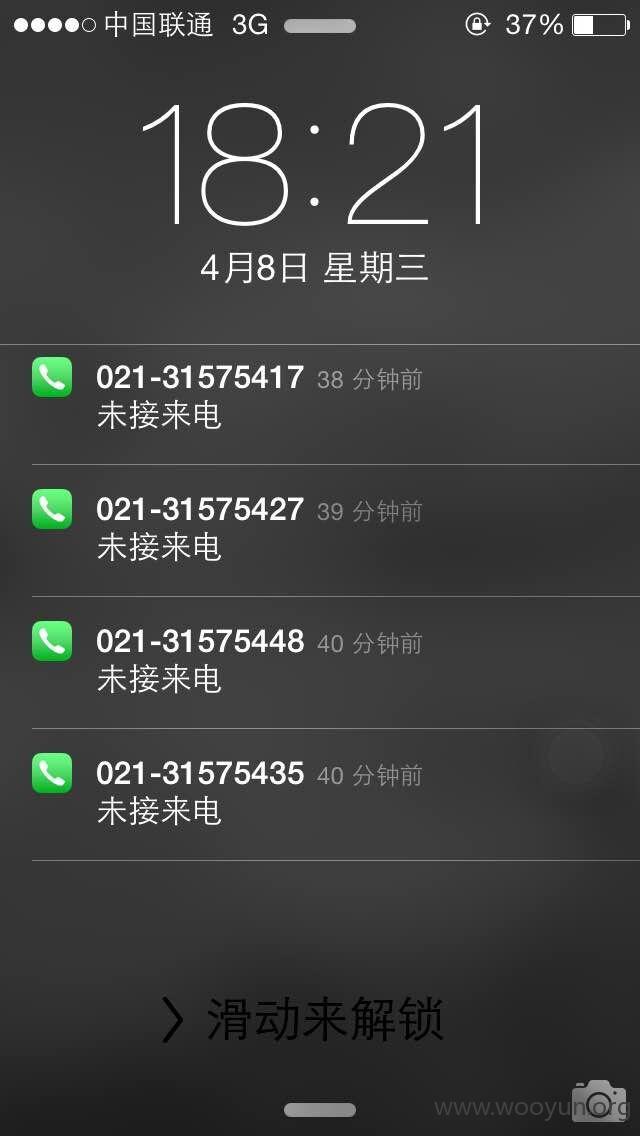 中国联通 3G 37%
18:21
4月8日 星期三
021-31575417 38 分钟前
未接来电
021-31575427 39 分钟前
未接来电
021-31575448 40 分钟前
未接来电
021-31575435 40 分钟前
未接来电
> 滑动来解锁
www.wooyun.org